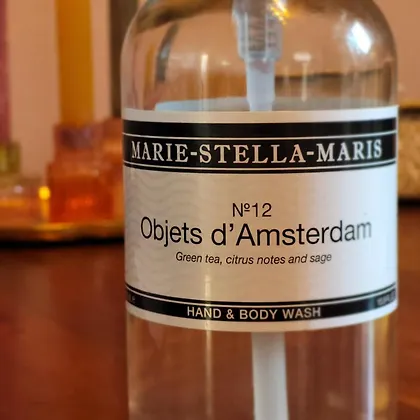 MARIE-STELLA-MARIS
Nº12
Objets d'Amsterdam
Green tea, citrus notes and sage
HAND & BODY WASH